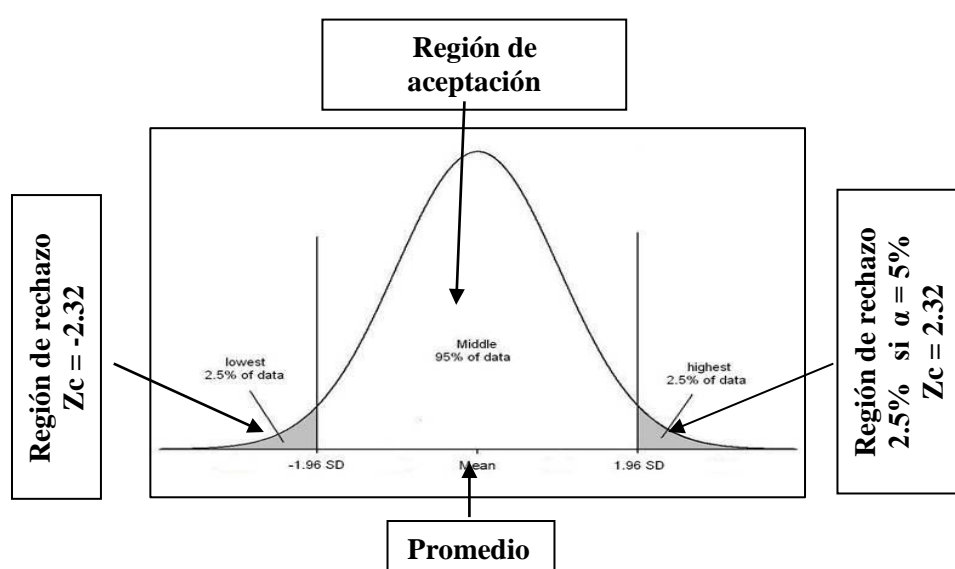 Región de
aceptación
Región de rechazo
Zc = -2.32
lowest
2.5% of data
Middle
95% of data
highest
2.5% of data
Región de rechazo
2.5% si α = 5%
Zc = 2.32
-1.96 SD
Mean
1.96 SD
Promedio